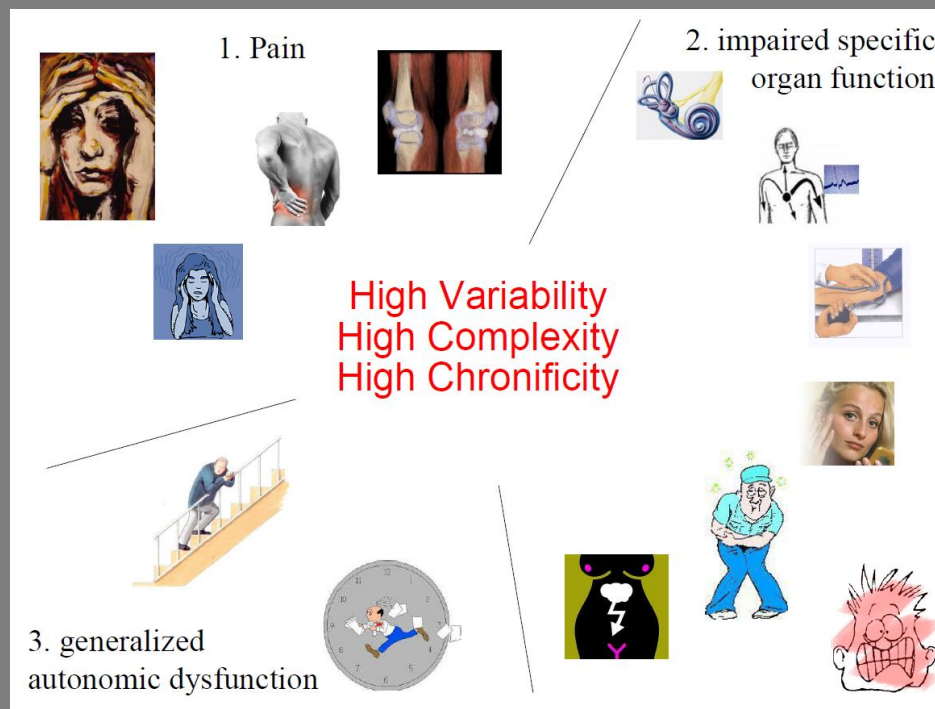 1. Pain
2. impaired specific
organ function
High Variability
High Complexity
High Chronificity
3. generalized
autonomic dysfunction